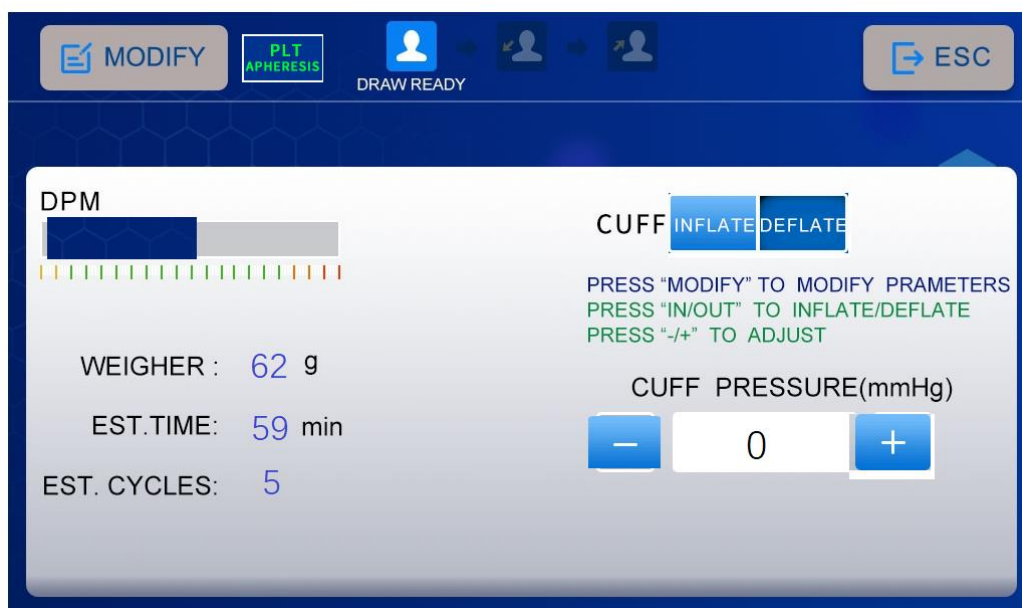 MODIFY
PLT
APHERESIS
DRAW READY
ESC
DPM
CUFF INFLATE DEFLATE
PRESS “MODIFY” TO MODIFY PRAMETERS
PRESS “IN/OUT” TO INFLATE/DEFLATE
PRESS “-/+” TO ADJUST
WEIGHER : 62 g
CUFF PRESSURE(mmHg)
EST.TIME: 59 min
− 0 +
EST. CYCLES: 5